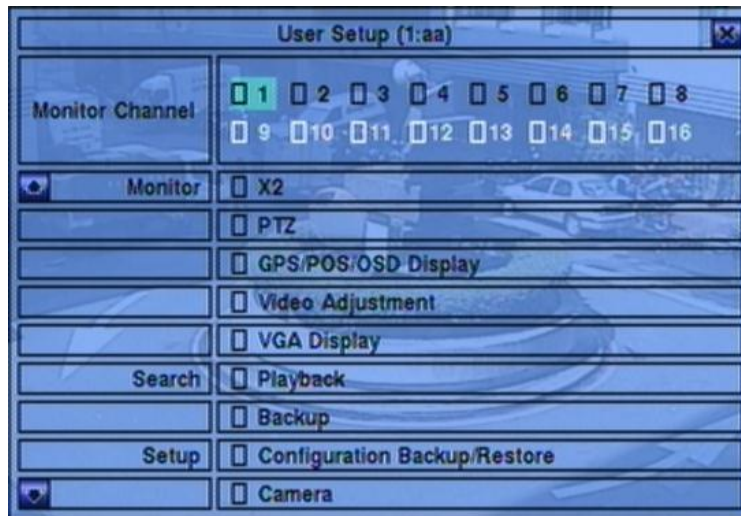 User Setup (1:aa)
Monitor Channel
1 2 3 4 5 6 7 8
9 10 11 12 13 14 15 16
Monitor X2
PTZ
GPS/POS/OSD Display
Video Adjustment
VGA Display
Search Playback
Backup
Setup Configuration Backup/Restore
Camera